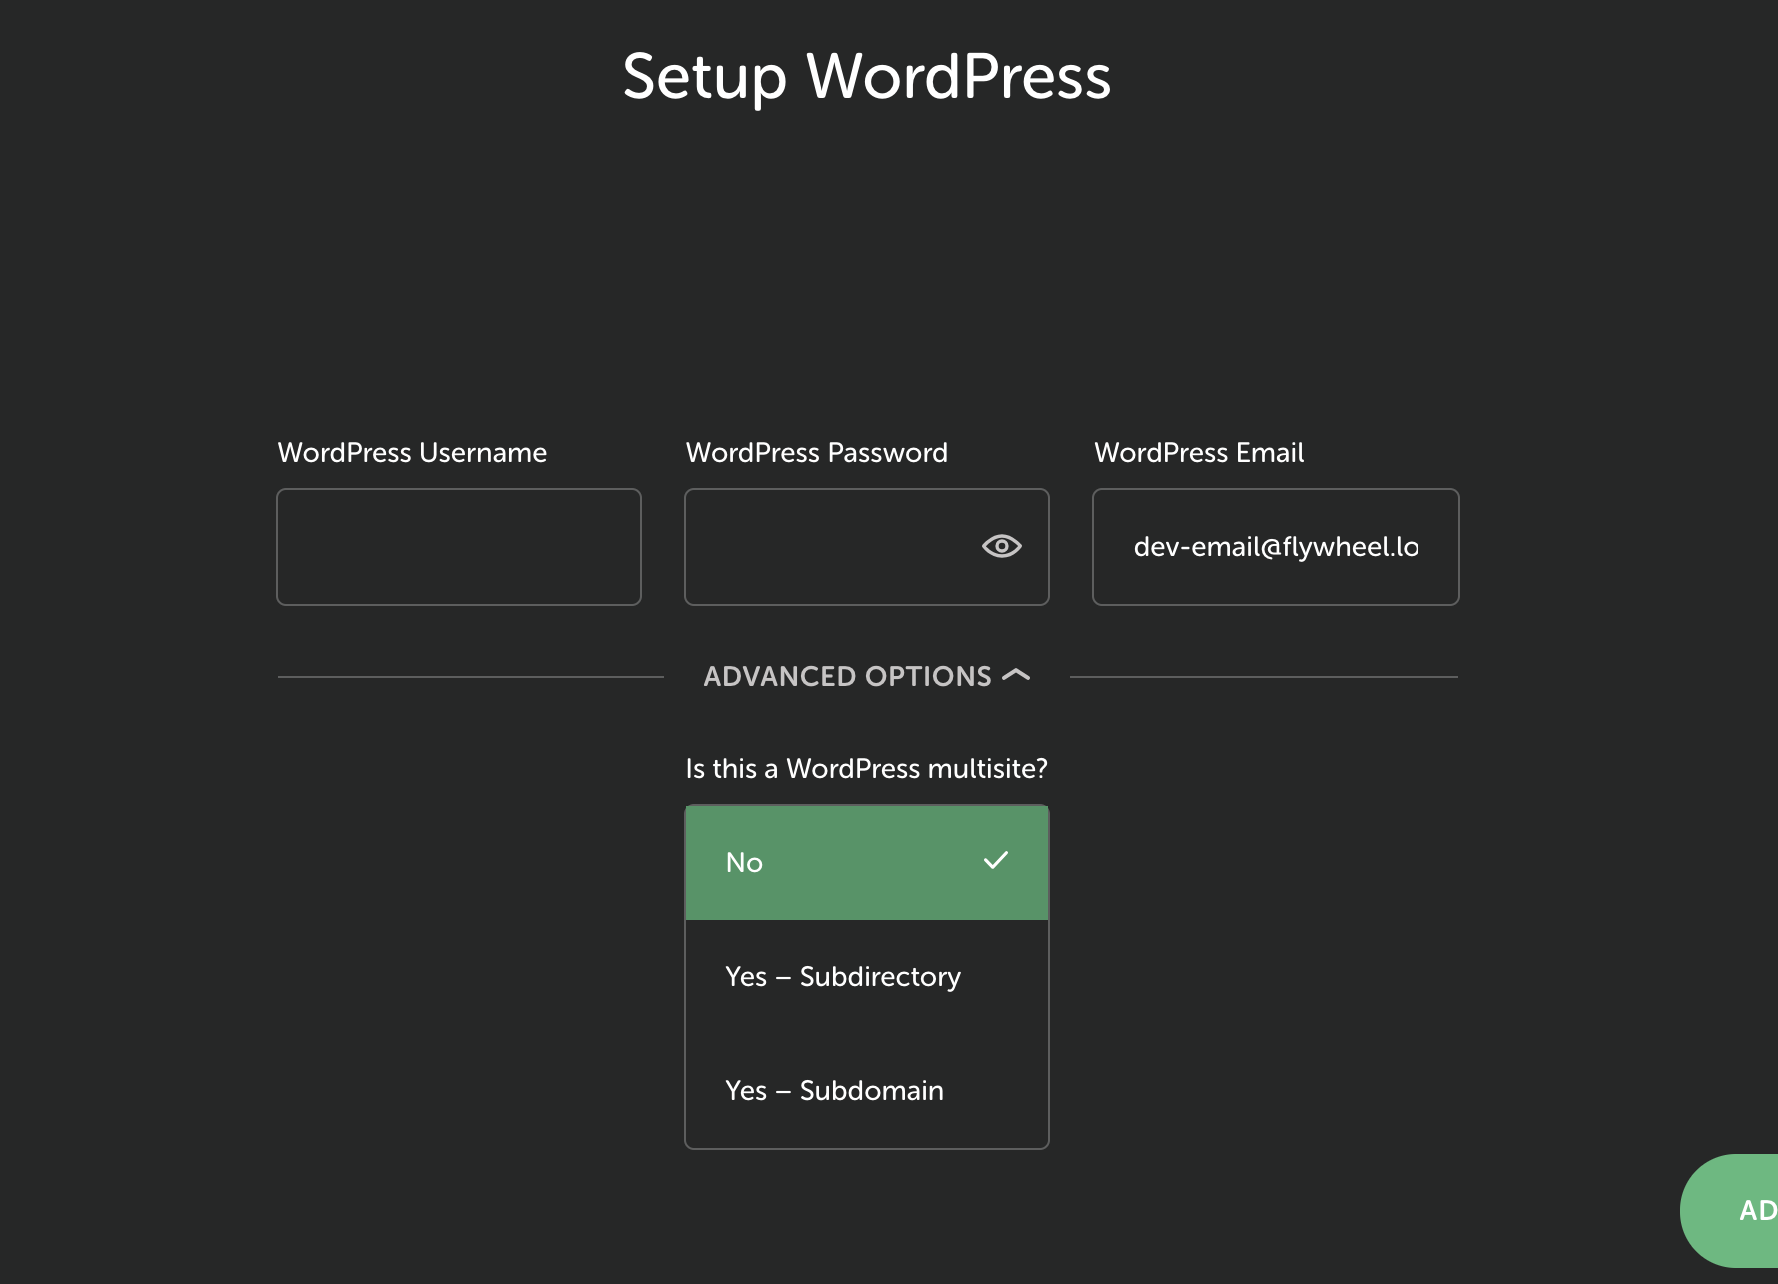 Setup WordPress
WordPress Username
WordPress Password
WordPress Email
dev-email@flywheel.lo
ADVANCED OPTIONS
Is this a WordPress multisite?
No
Yes – Subdirectory
Yes – Subdomain
AD